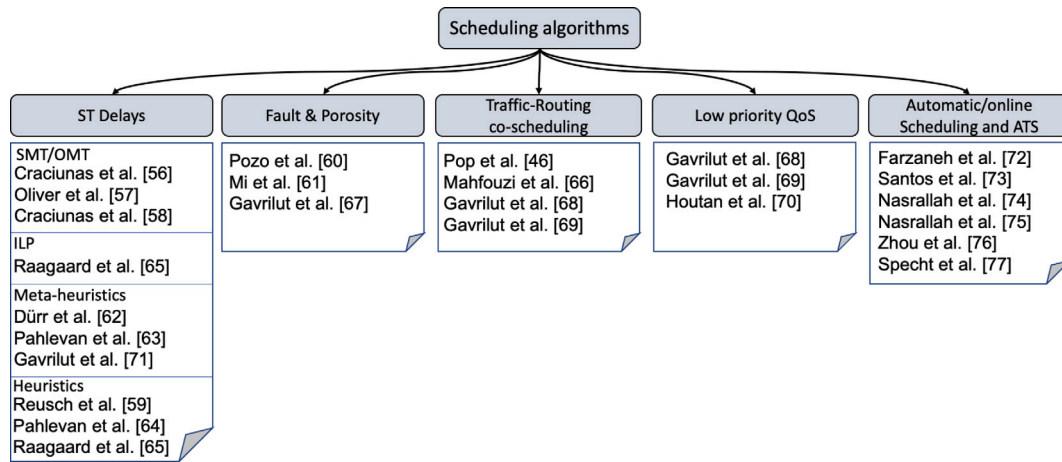 Scheduling algorithms
ST Delays
SMT/OMT
Craciunas et al. [56]
Oliver et al. [57]
Craciunas et al. [58]
ILP
Raagaard et al. [65]
Meta-heuristics
Dürr et al. [62]
Pahlevan et al. [63]
Gavrilut et al. [71]
Heuristics
Reusch et al. [59]
Pahlevan et al. [64]
Raagaard et al. [65]
Fault & Porosity
Pozo et al. [60]
Mi et al. [61]
Gavrilut et al. [67]
Traffic-Routing
co-scheduling
Pop et al. [46]
Mahfouzi et al. [66]
Gavrilut et al. [68]
Gavrilut et al. [69]
Low priority QoS
Gavrilut et al. [68]
Gavrilut et al. [69]
Houtan et al. [70]
Automatic/online
Scheduling and ATS
Farzaneh et al. [72]
Santos et al. [73]
Nasrallah et al. [74]
Nasrallah et al. [75]
Zhou et al. [76]
Specht et al. [77]